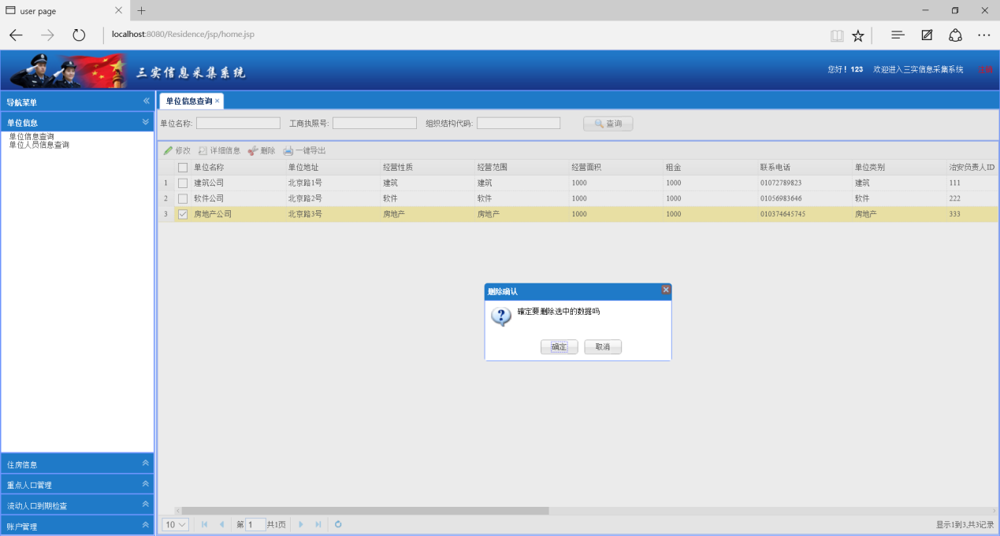 user page
localhost:8080/Residence/jsp/home.jsp
三实信息采集系统
您好！123 欢迎进入三实信息采集系统 注销
导航菜单
单位信息
单位信息查询
单位人员信息查询
住房信息
重点人口管理
流动人口到期检查
账户管理
单位信息查询
单位名称: 工商执照号: 组织结构代码: 查询
修改 详细信息 删除 一键导出
单位名称 单位地址 经营性质 经营范围 经营面积 租金 联系电话 单位类别 治安负责人ID
1 建筑公司 北京路1号 建筑 建筑 1000 1000 01072789823 建筑 111
2 软件公司 北京路2号 软件 软件 1000 1000 01056983646 软件 222
3 房地产公司 北京路3号 房地产 房地产 1000 1000 010374645745 房地产 333
删除确认
确定要删除选中的数据吗
确定 取消
10 第 1 共1页 显示1到3,共3记录